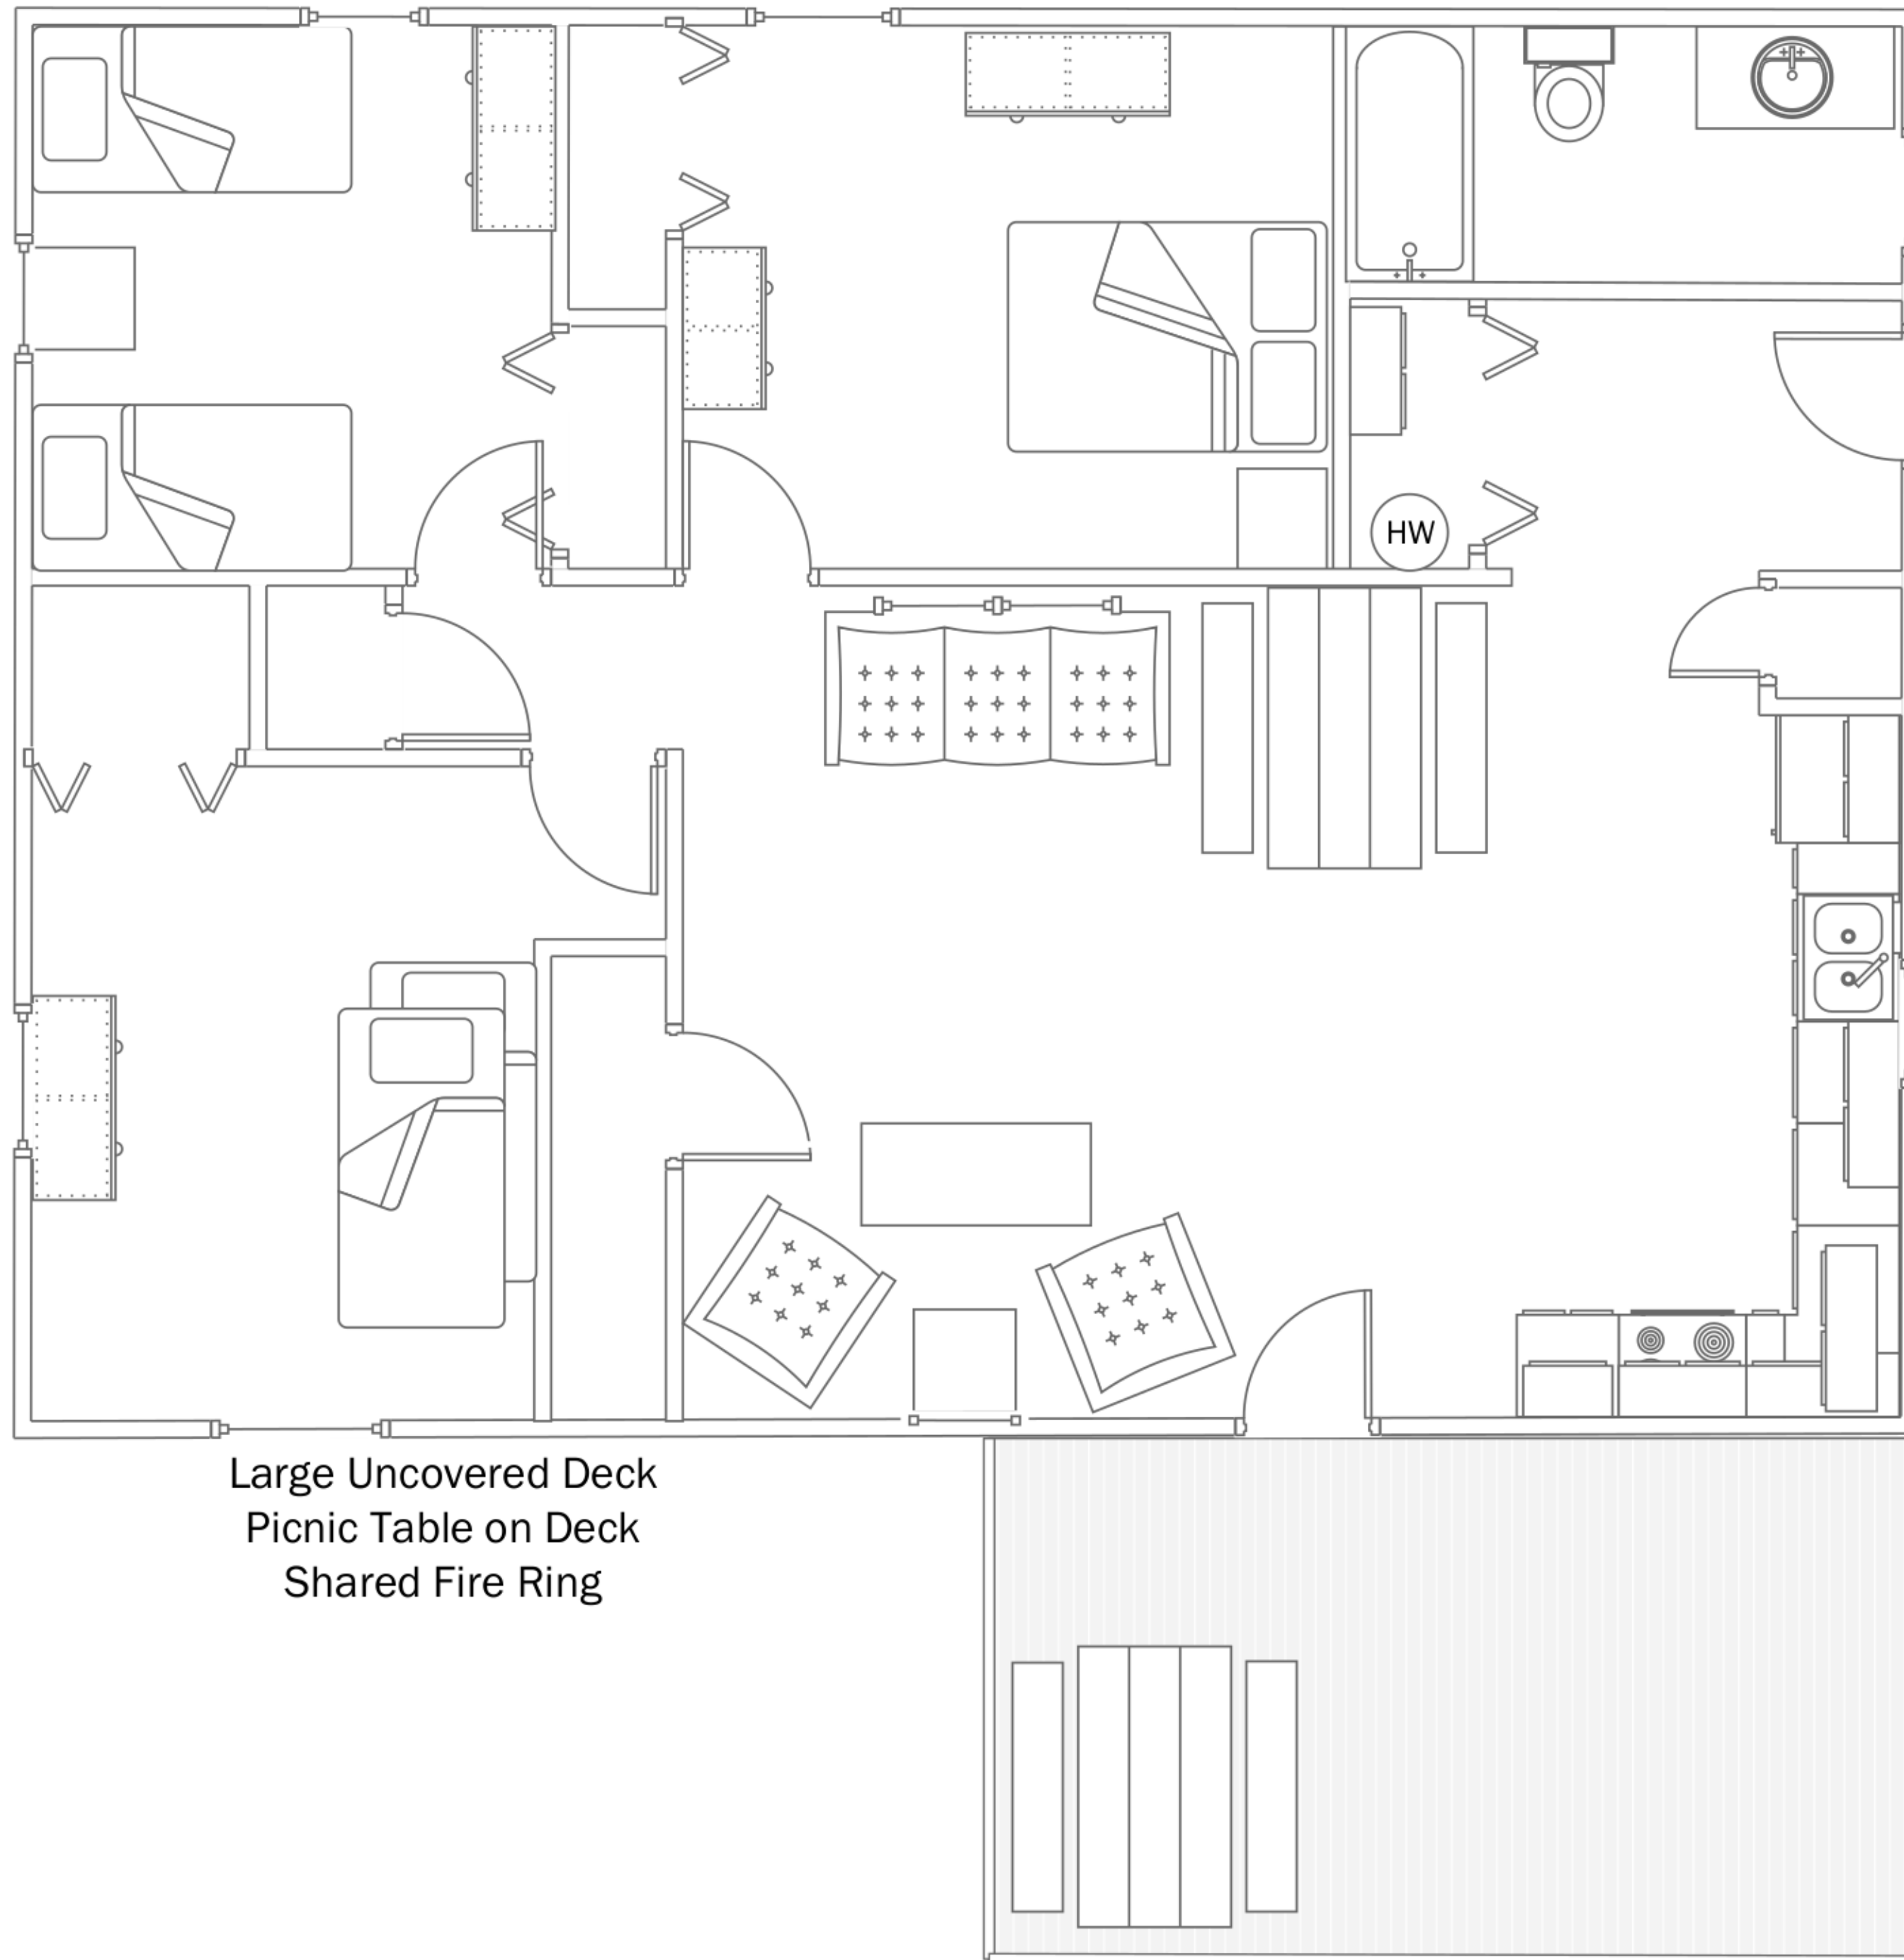 HW
Large Uncovered Deck
Picnic Table on Deck
Shared Fire Ring